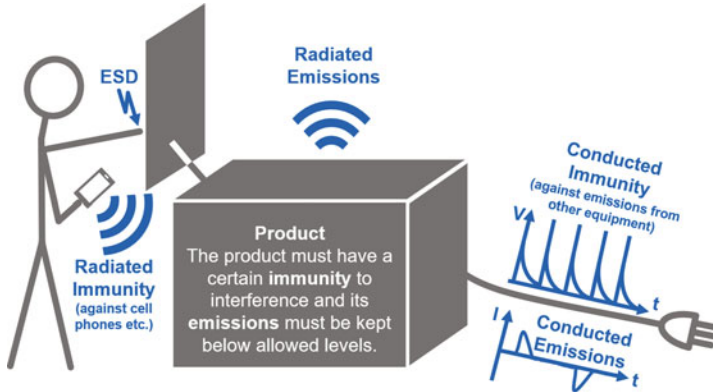 ESD
Radiated
Emissions
Radiated
Immunity
(against cell
phones etc.)
Product
The product must have a
certain immunity to
interference and its
emissions must be kept
below allowed levels.
Conducted
Immunity
(against emissions from
other equipment)
V
t
I
Conducted
Emissions
t